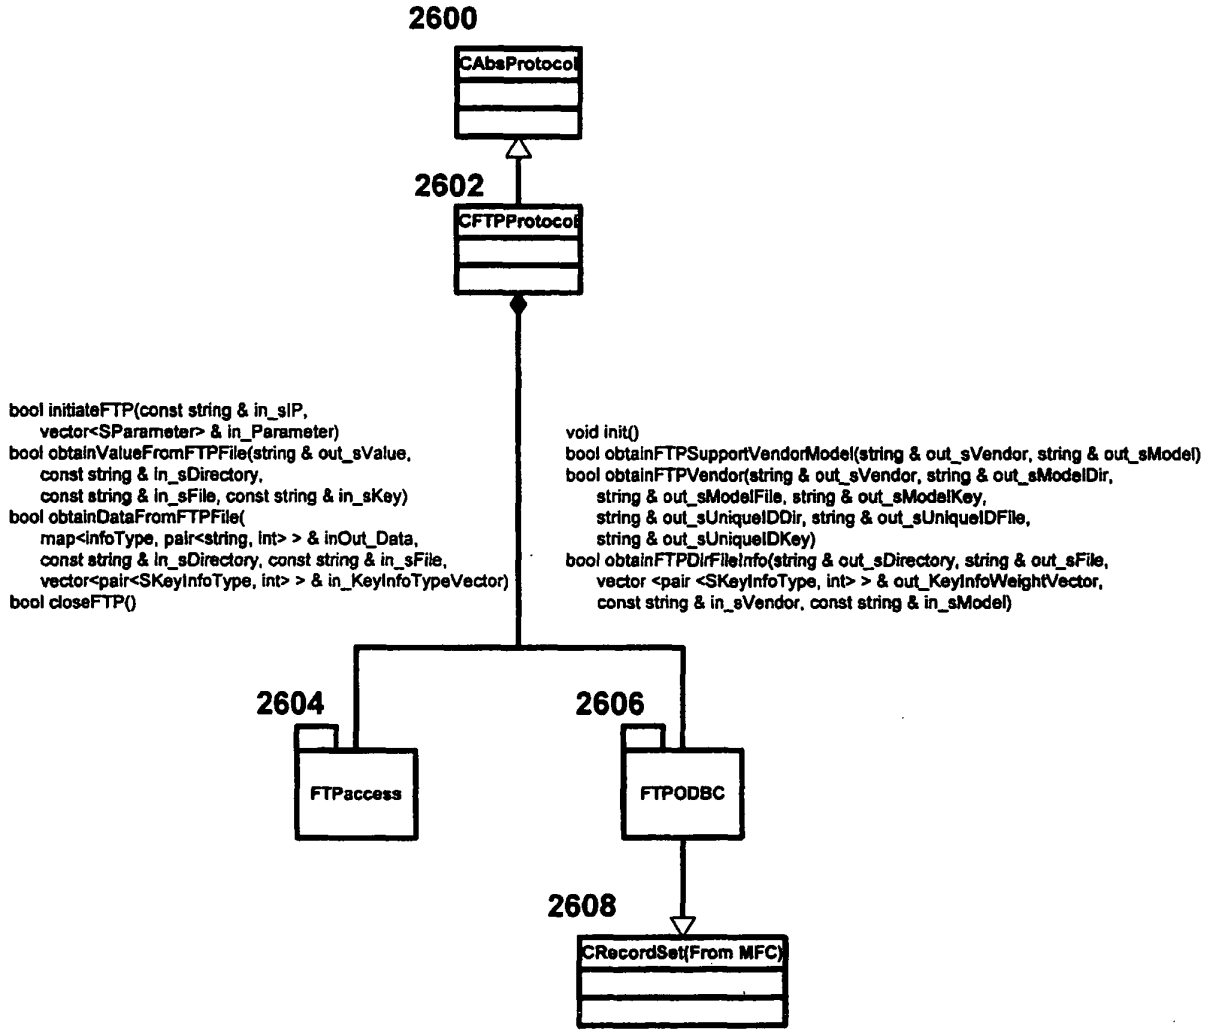 2600
CAbsProtocol
2602
CFTPProtocol
bool initiateFTP(const string & in_sIP,
vector<SParameter> & in_Parameter)
bool obtainValueFromFTPFile(string & out_sValue,
const string & in_sDirectory,
const string & in_sFile, const string & in_sKey)
bool obtainDataFromFTPFile(
map<infoType, pair<string, int> > & inOut_Data,
const string & in_sDirectory, const string & in_sFile,
vector<pair<SKeyInfoType, int> > & in_KeyInfoTypeVector)
bool closeFTP()
void init()
bool obtainFTPSupportVendorModel(string & out_sVendor, string & out_sModel)
bool obtainFTPVendor(string & out_sVendor, string & out_sModelDir,
string & out_sModelFile, string & out_sModelKey,
string & out_sUniqueIDDir, string & out_sUniqueIDFile,
string & out_sUniqueIDKey)
bool obtainFTPDirFileInfo(string & out_sDirectory, string & out_sFile,
vector <pair <SKeyInfoType, int> > & out_KeyInfoWeightVector,
const string & in_sVendor, const string & in_sModel)
2604
FTPaccess
2606
FTPODBC
2608
CRecordSet(From MFC)